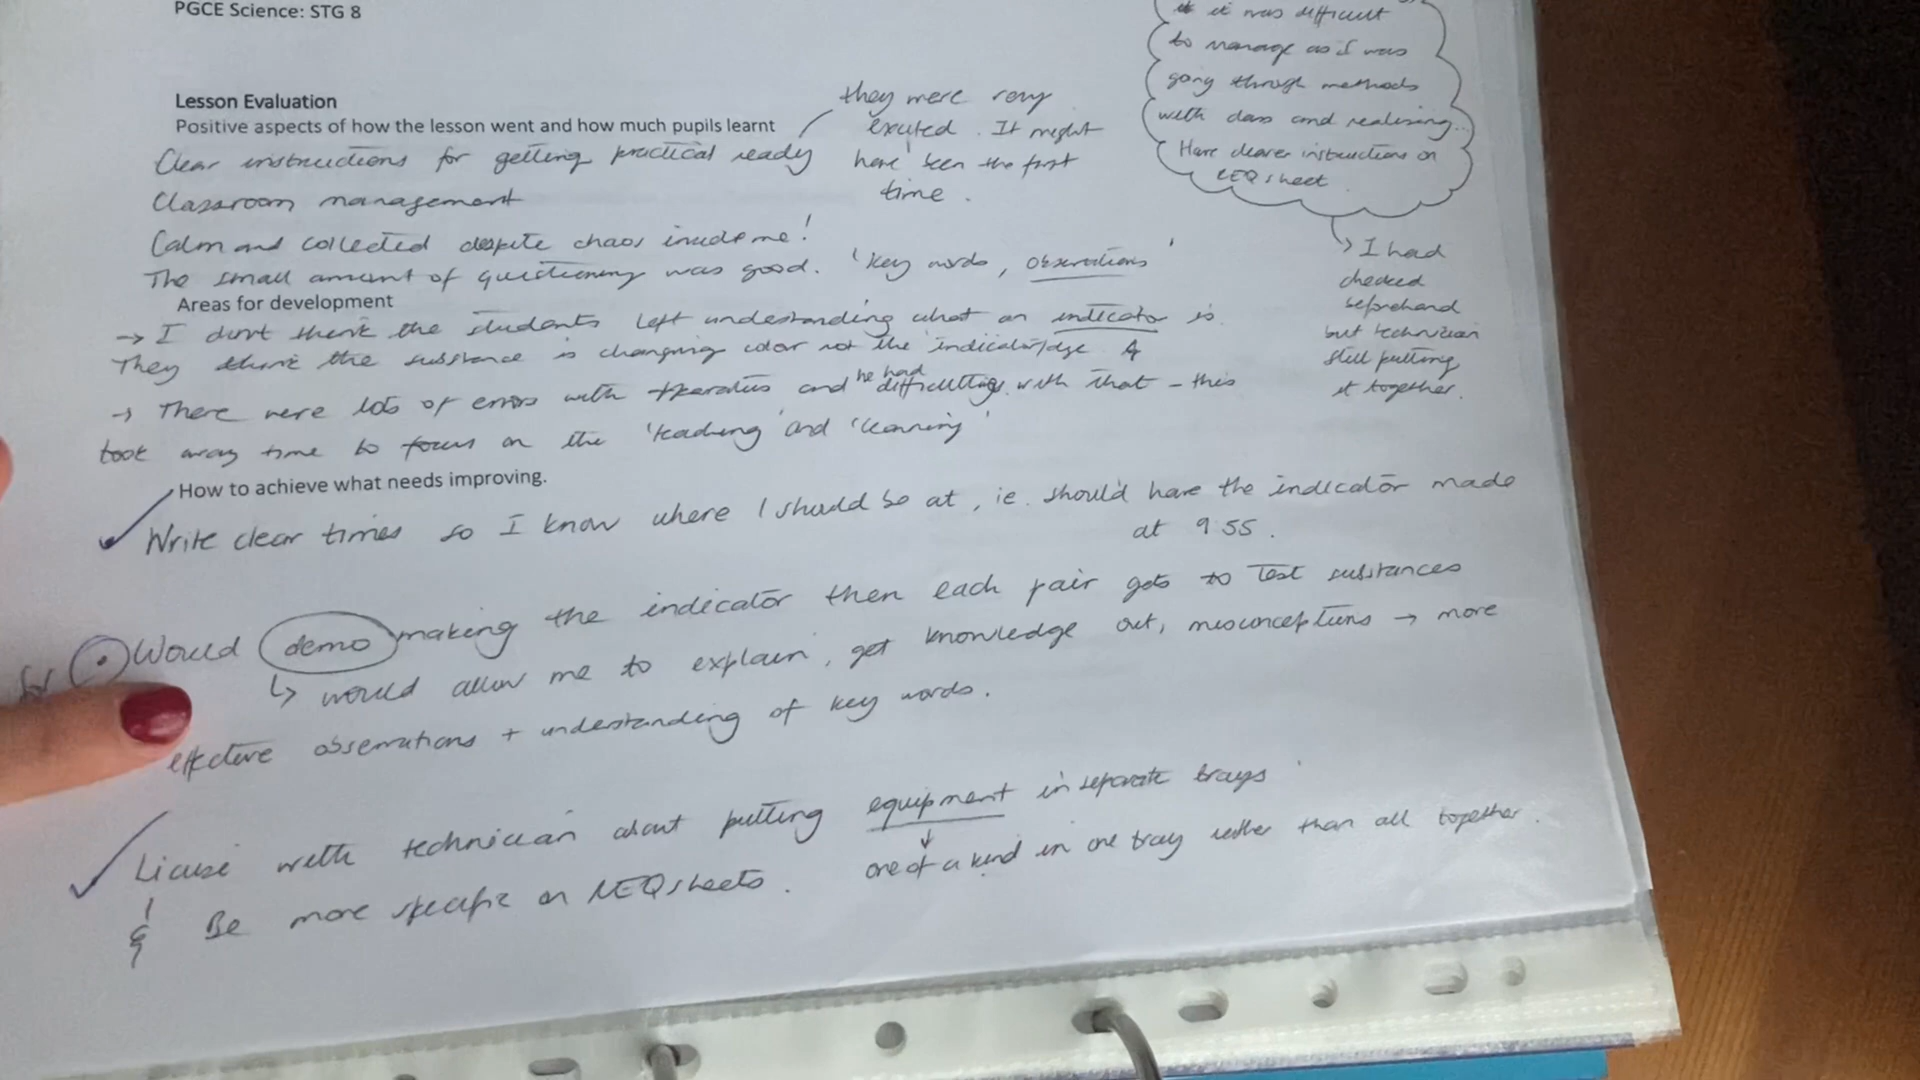 PGCE Science: STG 8
it was difficult
to manage as I was
going through methods
with class and realising...
Have clearer instructions on
LEQ sheet.
I had
checked
beforehand
but technician
still putting
it together.
Lesson Evaluation
Positive aspects of how the lesson went and how much pupils learnt
they were very
excited. It might
have been the first
time.
Clear instructions for getting practical ready
Classroom management
Calm and collected despite chaos inside me!
The small amount of questioning was good. 'key words, observations'
Areas for development
→ I don't think the students left understanding what an indicator is.
They think the substance is changing color not the indicator/dye.
→ There were lots of errors with apparatus and he had difficulties with that - this
took away time to focus on the 'teaching' and 'learning'
How to achieve what needs improving.
Write clear times so I know where I should be at, ie. should have the indicator made
at 9 55.
for
• Would demo making the indicator then each pair gets to test substances
↳ would allow me to explain, get knowledge out, misconceptions → more
effective observations + understanding of key words.
Liaise with technician about putting equipment in separate trays
one of a kind in one tray rather than all together.
& Be more specific on LEQ sheets.